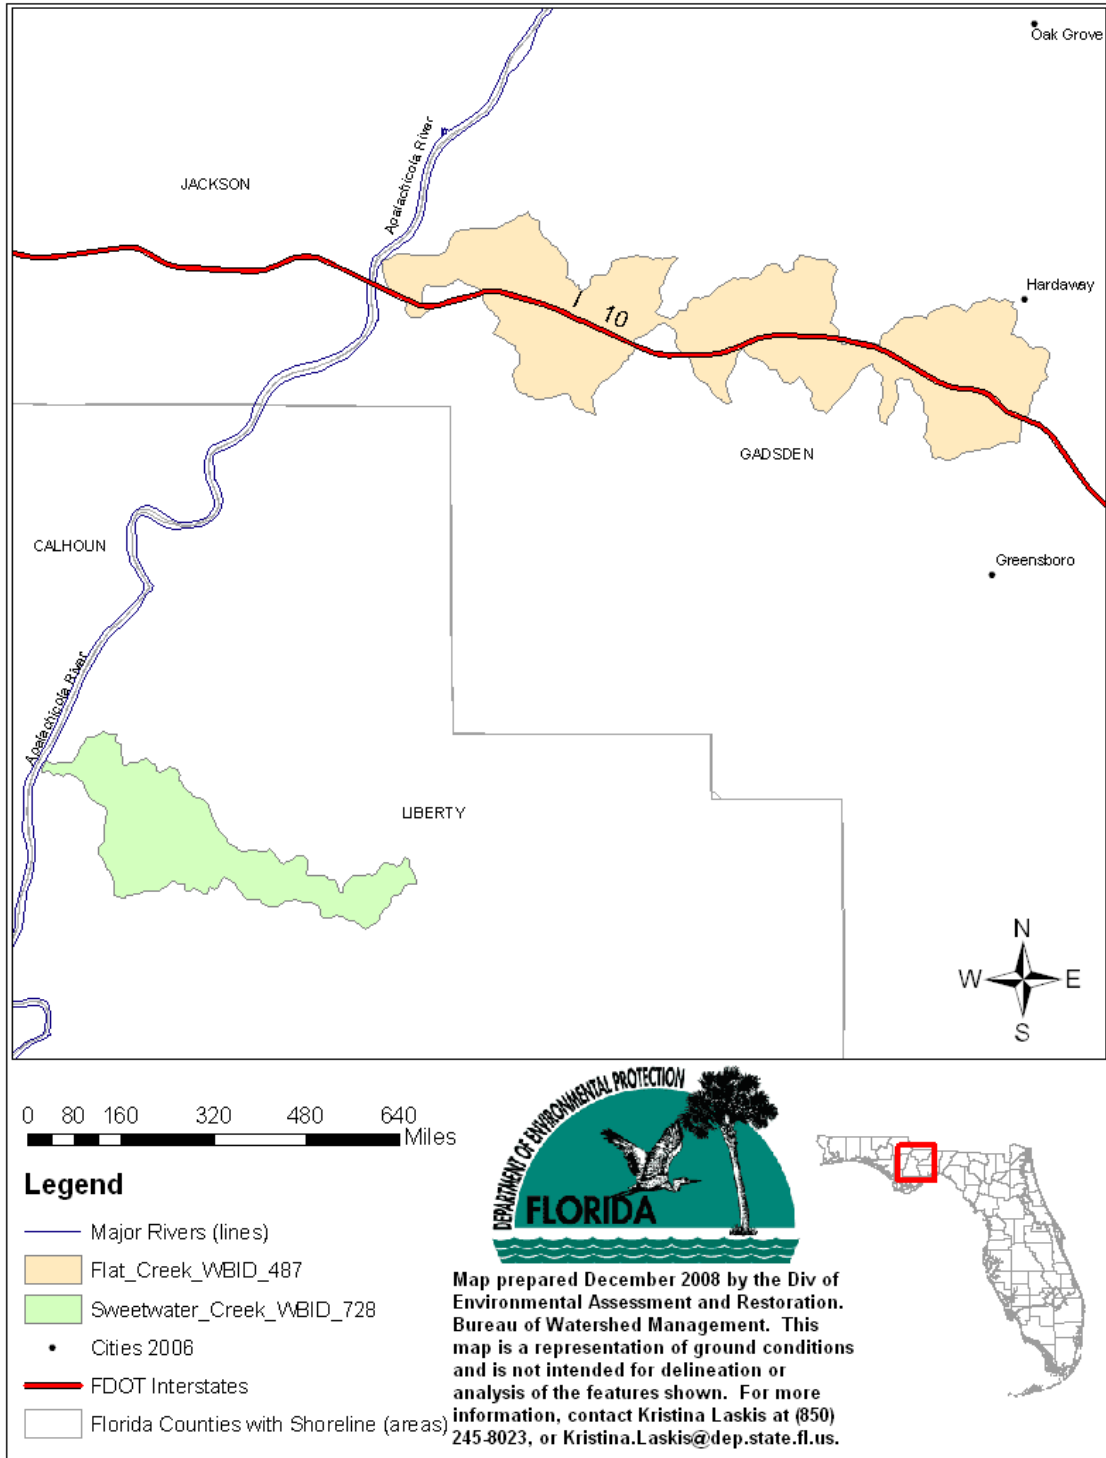 Oak Grove
Apalachicola River
JACKSON
Hardaway
I 10
GADSDEN
CALHOUN
Greensboro
Apalachicola River
LIBERTY
N
W E
S
0 80 160 320 480 640
Miles
Legend
Major Rivers (lines)
Flat_Creek_WBID_487
Sweetwater_Creek_WBID_728
Cities 2006
FDOT Interstates
Florida Counties with Shoreline (areas)
DEPARTMENT OF ENVIRONMENTAL PROTECTION
FLORIDA
Map prepared December 2008 by the Div of
Environmental Assessment and Restoration.
Bureau of Watershed Management. This
map is a representation of ground conditions
and is not intended for delineation or
analysis of the features shown. For more
information, contact Kristina Laskis at (850)
245-8023, or Kristina.Laskis@dep.state.fl.us.